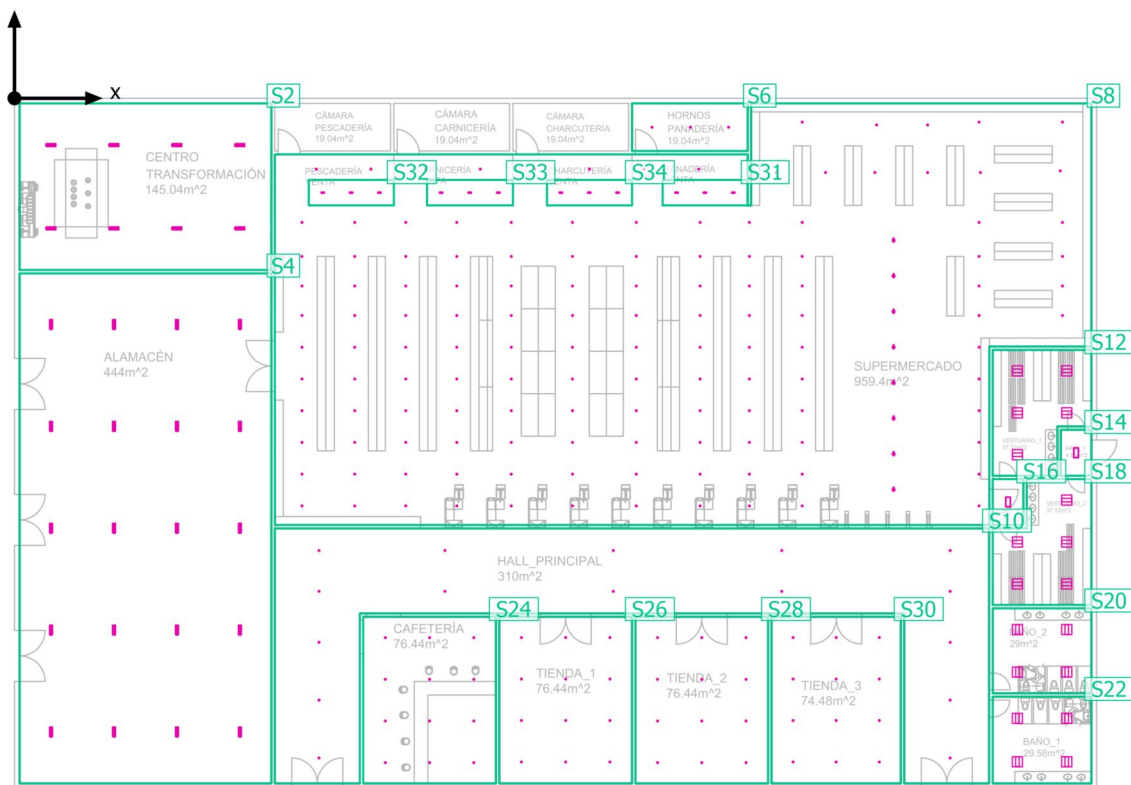 x
S2
S6
S8
CÁMARA
PESCADERÍA
19.04m^2
CÁMARA
CARNICERÍA
19.04m^2
CÁMARA
CHARCUTERÍA
19.04m^2
HORNOS
PANADERÍA
19.04m^2
CENTRO
TRANSFORMACIÓN
145.04m^2
PESCADERÍA
VENTA
S32
S33
S34
S31
S4
ALAMACÉN
444m^2
SUPERMERCADO
959.4m^2
S12
VESTUARIO_1
S14
S16
S18
S10
HALL_PRINCIPAL
310m^2
S20
CAFETERÍA
76.44m^2
S24
S26
S28
S30
TIENDA_1
76.44m^2
TIENDA_2
76.44m^2
TIENDA_3
74.48m^2
29m^2
S22
BAÑO_1
29.58m^2